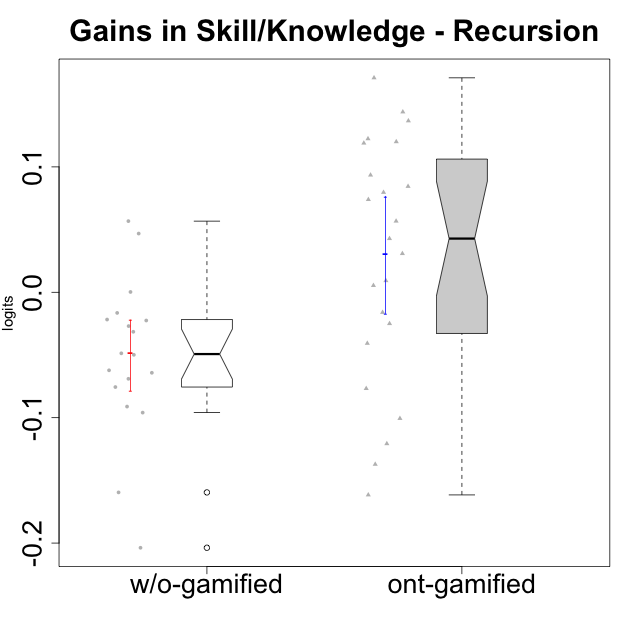 Gains in Skill/Knowledge - Recursion
logits
0.1
0.0
-0.1
-0.2
w/o-gamified
ont-gamified